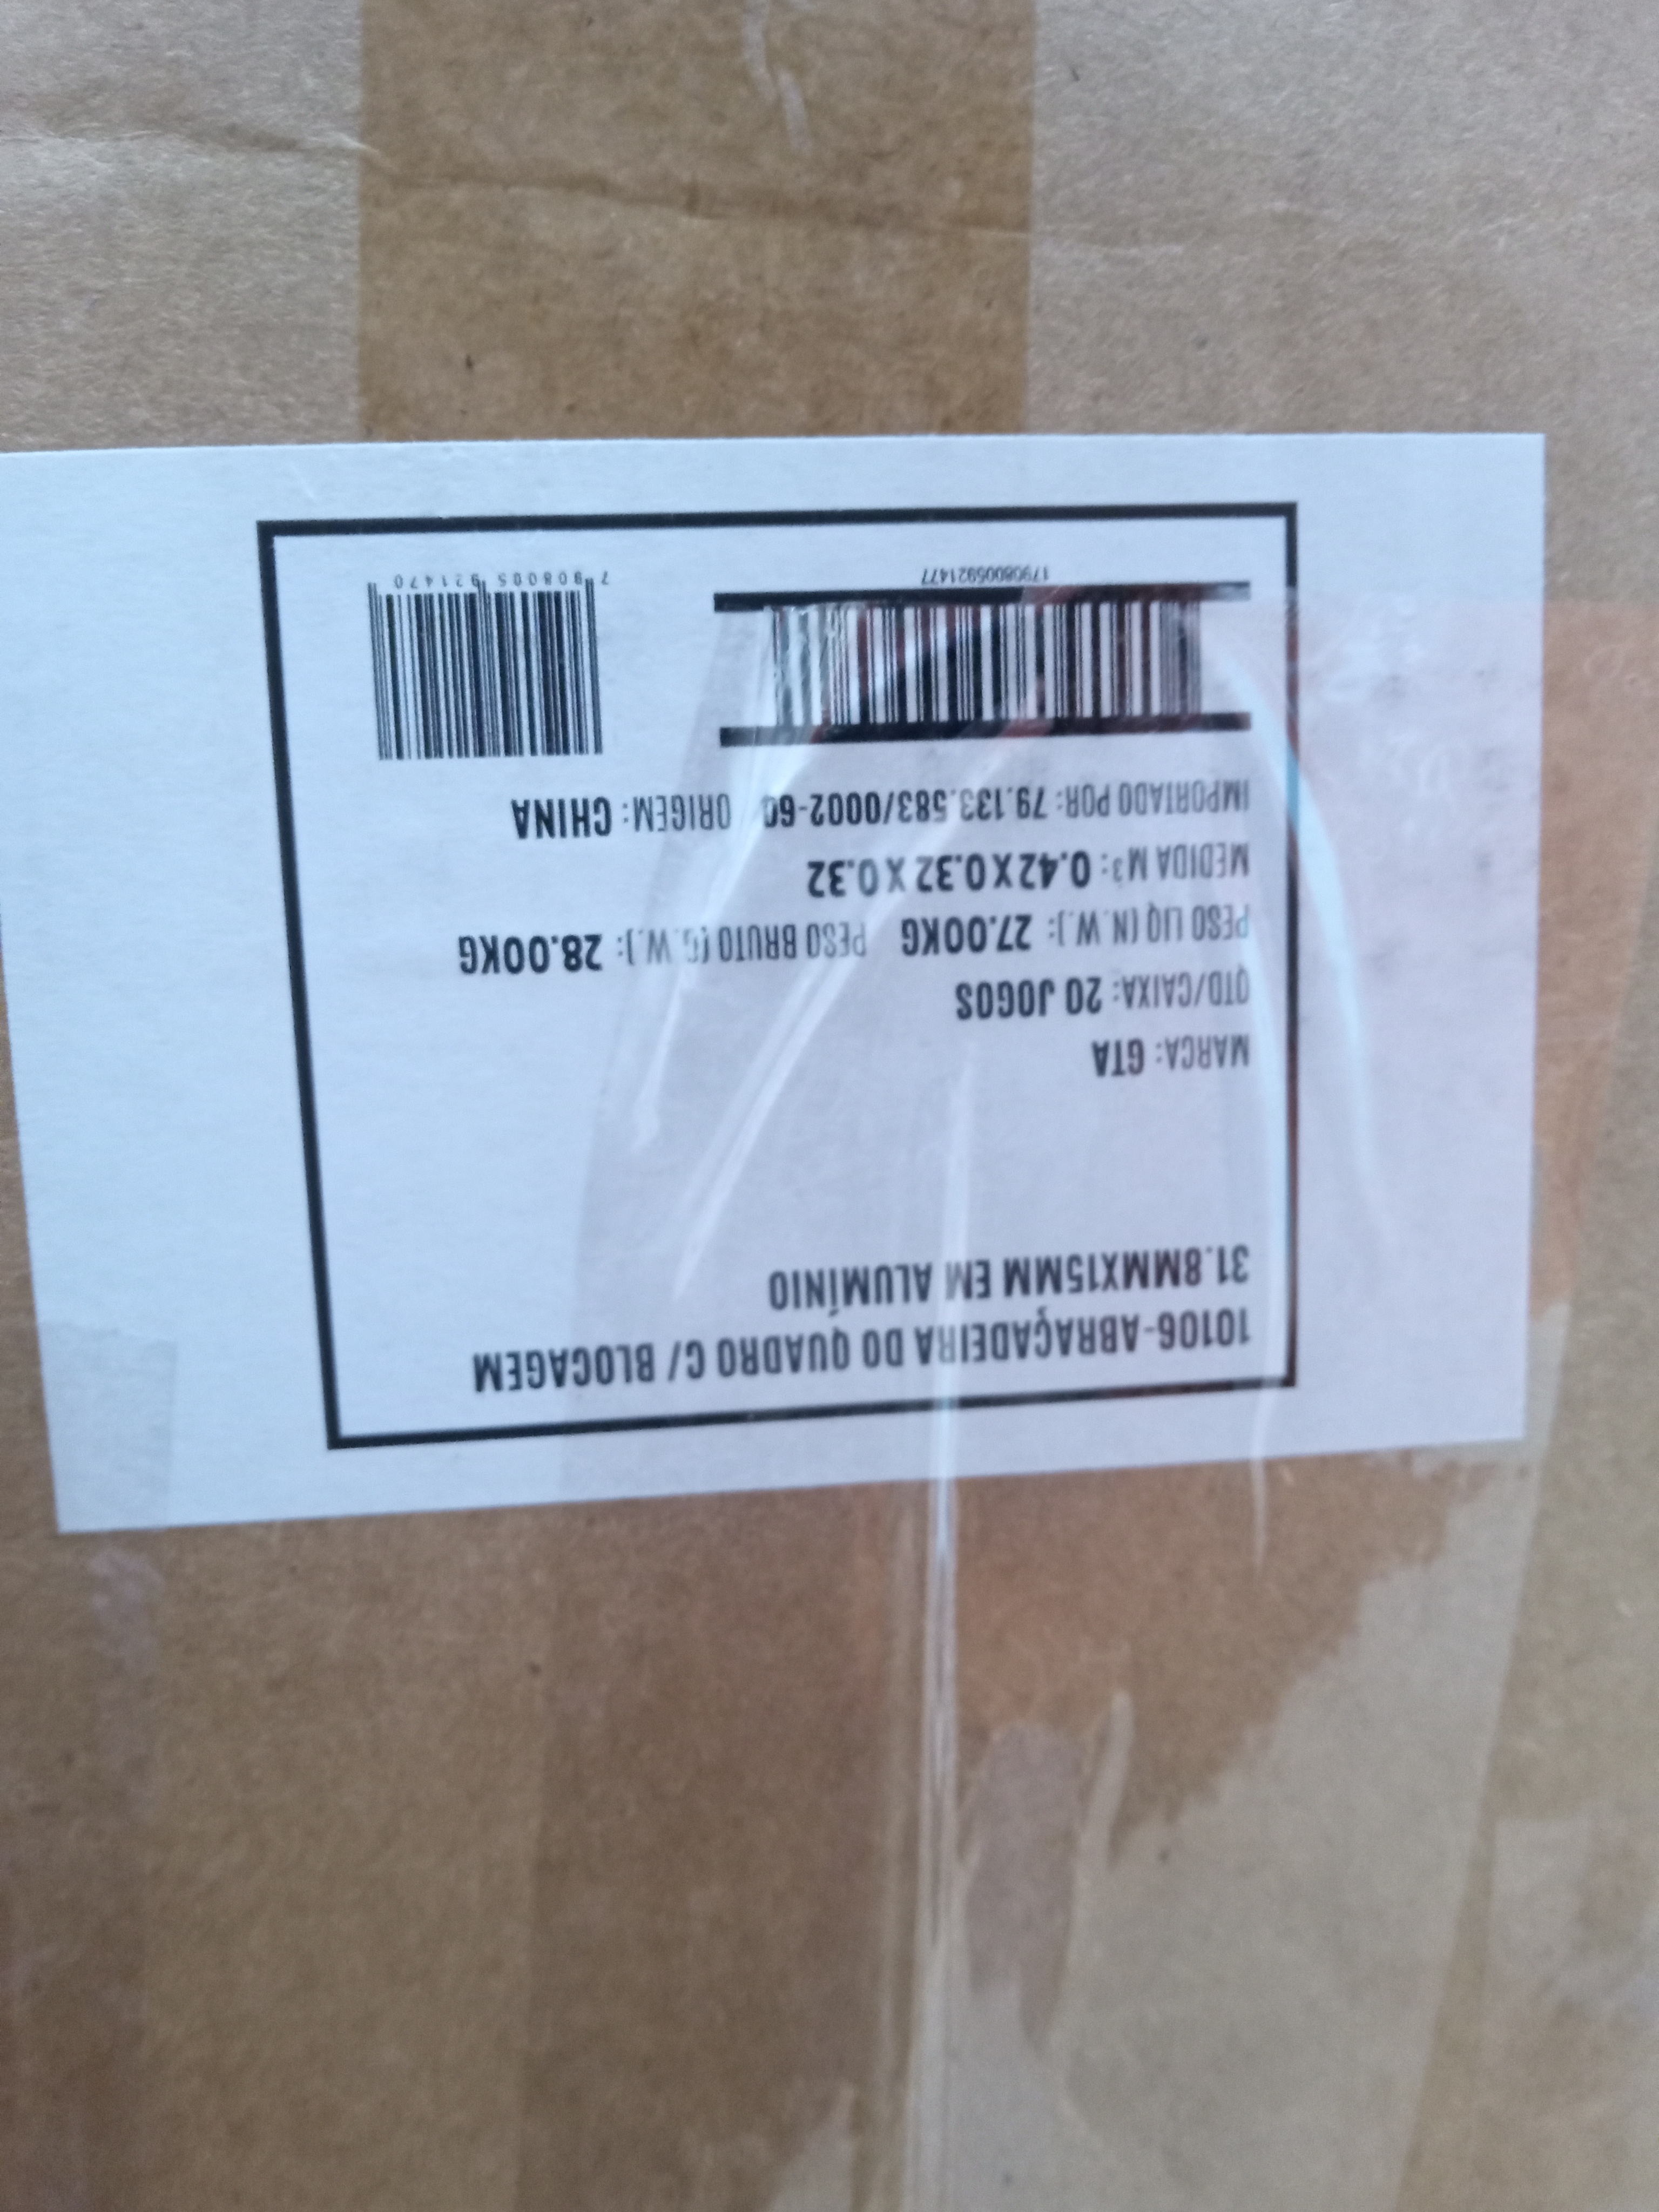 10106-ABRAÇADEIRA DO QUADRO C/ BLOCAGEM
31.8MMX15MM EM ALUMÍNIO
MARCA: GTA
QTD/CAIXA: 20 JOGOS
PESO LIQ (N.W.): 27.00KG PESO BRUTO (G.W.): 28.00KG
MEDIDA M³: 0.42 X 0.32 X 0.32
IMPORTADO POR: 79.133.583/0002-60 ORIGEM: CHINA
17908005921477
7 908005 921470